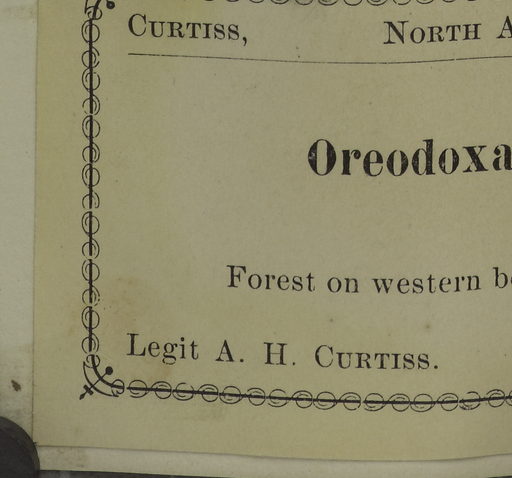 CURTISS, NORTH A
Oreodoxa
Forest on western b
Legit A. H. CURTISS.